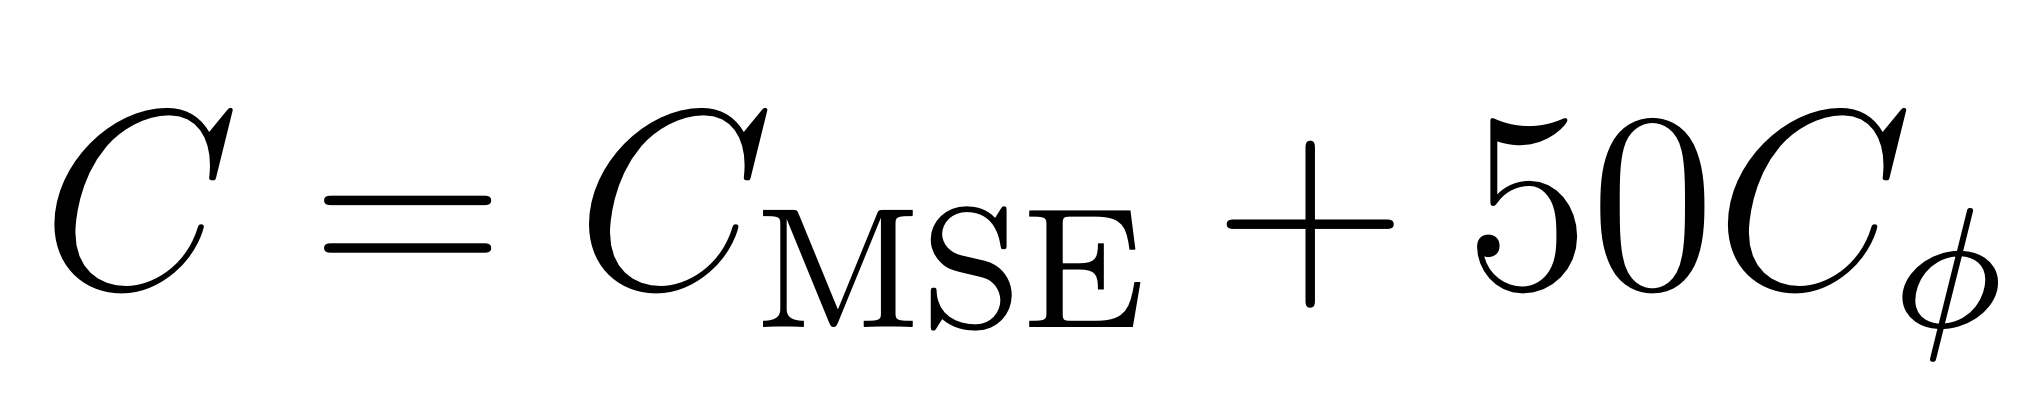 C = C_MSE + 50C_ϕ